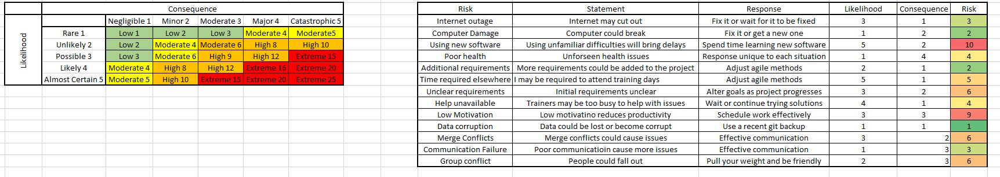 Consequence
Negligible 1 Minor 2 Moderate 3 Major 4 Catastrophic 5
Likelihood
Rare 1 Low 1 Low 2 Low 3 Moderate 4 Moderate5
Unlikely 2 Low 2 Moderate 4 Moderate 6 High 8 High 10
Possible 3 Low 3 Moderate 6 High 9 High 12 Extreme 15
Likely 4 Moderate 4 High 8 High 12 Extreme 16 Extreme 20
Almost Certain 5 Moderate 5 High 10 Extreme 15 Extreme 20 Extreme 25
Risk Statement Response Likelihood Consequence Risk
Internet outage Internet may cut out Fix it or wait for it to be fixed 3 1 3
Computer Damage Computer could break Fix it or get a new one 1 2 2
Using new software Using unfamiliar difficulties will bring delays Spend time learning new software 5 2 10
Poor health Unforseen health issues Response unique to each situation 1 4 4
Additional requirements More requirements could be added to the project Adjust agile methods 2 1 2
Time required elsewhere I may be required to attend training days Adjust agile methods 5 1 5
Unclear requirements Initial requirements unclear Alter goals as project progresses 3 2 6
Help unavailable Trainers may be too busy to help with issues Wait or continue trying solutions 4 1 4
Low Motivation Low motivatino reduces productivity Schedule work effectively 3 3 9
Data corruption Data could be lost or become corrupt Use a recent git backup 1 1 1
Merge Conflicts Merge conflicts could cause issues Effective communication 3 2 6
Communication Failure Poor communicatioin cause more issues Effective communication 1 3 3
Group conflict People could fall out Pull your weight and be friendly 2 3 6